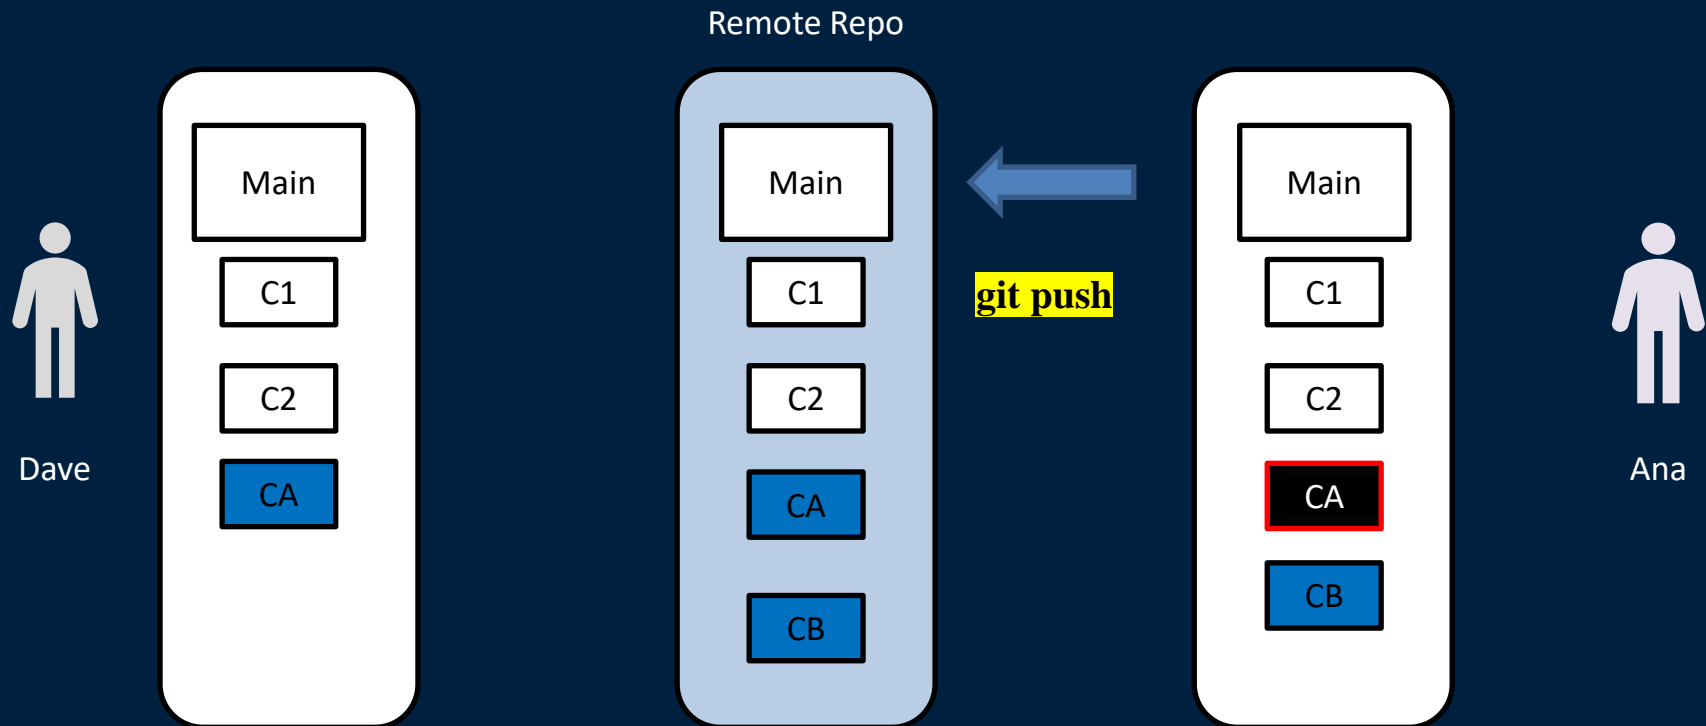 Remote Repo
Main
C1
C2
CA
Dave
Main
C1
C2
CA
CB
git push
Main
C1
C2
CA
CB
Ana